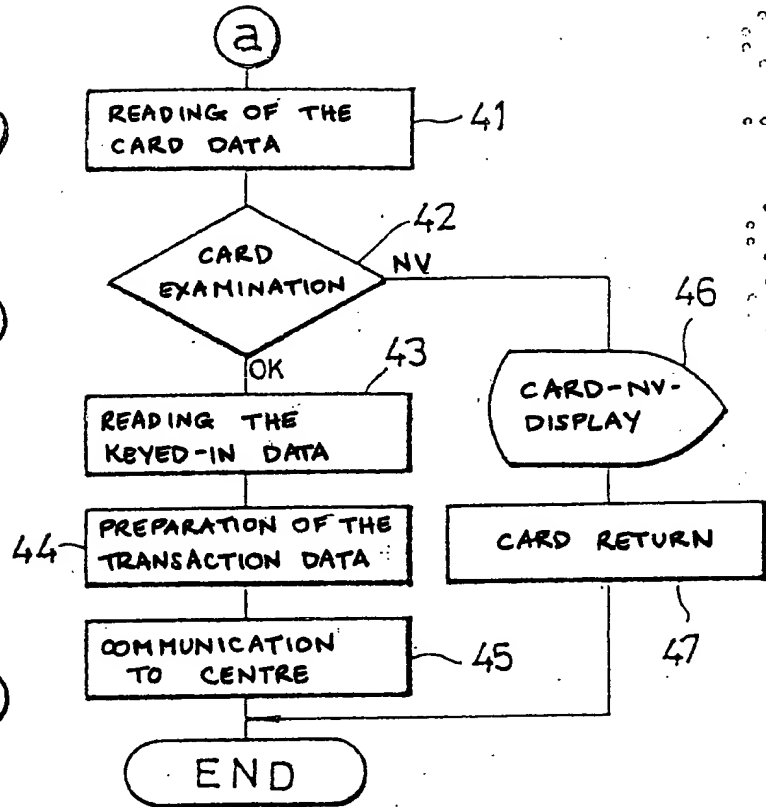 a
READING OF THE
CARD DATA
41
42
CARD
EXAMINATION
NV
OK
43
46
READING THE
KEYED-IN DATA
CARD-NV-
DISPLAY
44
PREPARATION OF THE
TRANSACTION DATA
CARD RETURN
47
COMMUNICATION
TO CENTRE
45
END